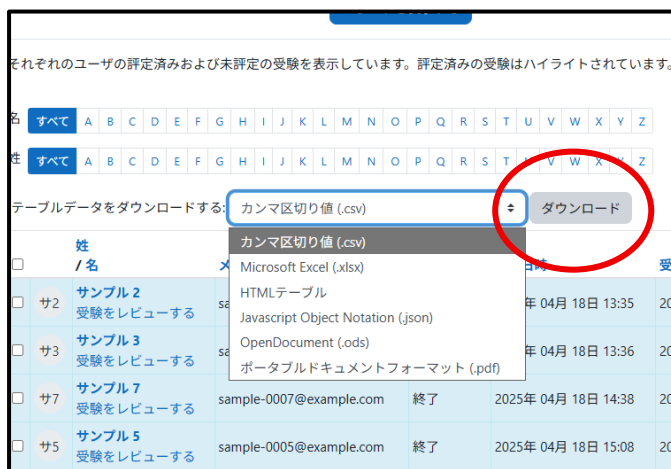 それぞれのユーザの評定済みおよび未評定の受験を表示しています。評定済みの受験はハイライトされています。
名 すべて A B C D E F G H I J K L M N O P Q R S T U V W X Y Z
姓 すべて A B C D E F G H I J K L M N O P Q R S T U V W X Y Z
テーブルデータをダウンロードする: カンマ区切り値 (.csv) ダウンロード
カンマ区切り値 (.csv)
Microsoft Excel (.xlsx)
HTMLテーブル
Javascript Object Notation (.json)
OpenDocument (.ods)
ポータブルドキュメントフォーマット (.pdf)
姓
/ 名
サ2 サンプル 2 04月 18日 13:35
受験をレビューする
サ3 サンプル 3 04月 18日 13:36
受験をレビューする
サ7 サンプル 7 sample-0007@example.com 終了 2025年 04月 18日 14:38
受験をレビューする
サ5 サンプル 5 sample-0005@example.com 終了 2025年 04月 18日 15:08
受験をレビューする